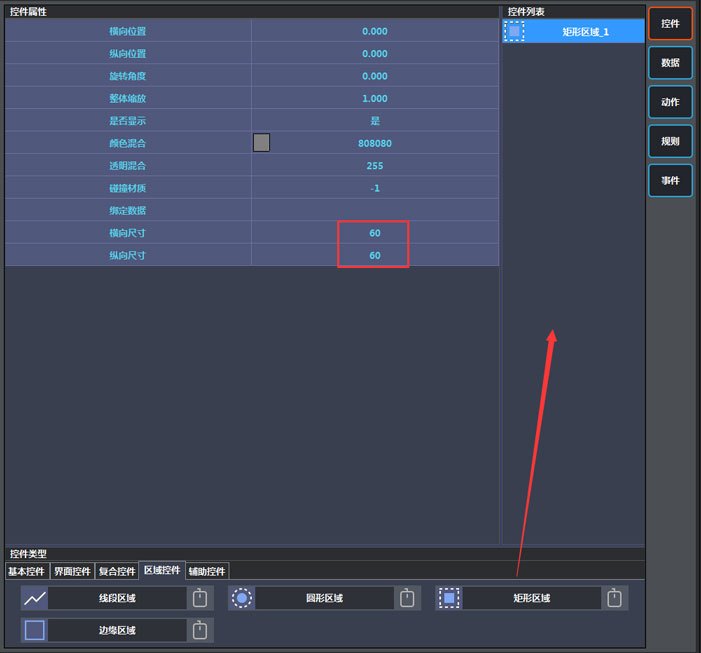 控件属性
横向位置 0.000
纵向位置 0.000
旋转角度 0.000
整体缩放 1.000
是否显示 是
颜色混合 808080
透明混合 255
碰撞材质 -1
绑定数据
横向尺寸 60
纵向尺寸 60
控件列表
矩形区域_1
控件
数据
动作
规则
事件
控件类型
基本控件 界面控件 复合控件 区域控件 辅助控件
线段区域 圆形区域 矩形区域
边缘区域